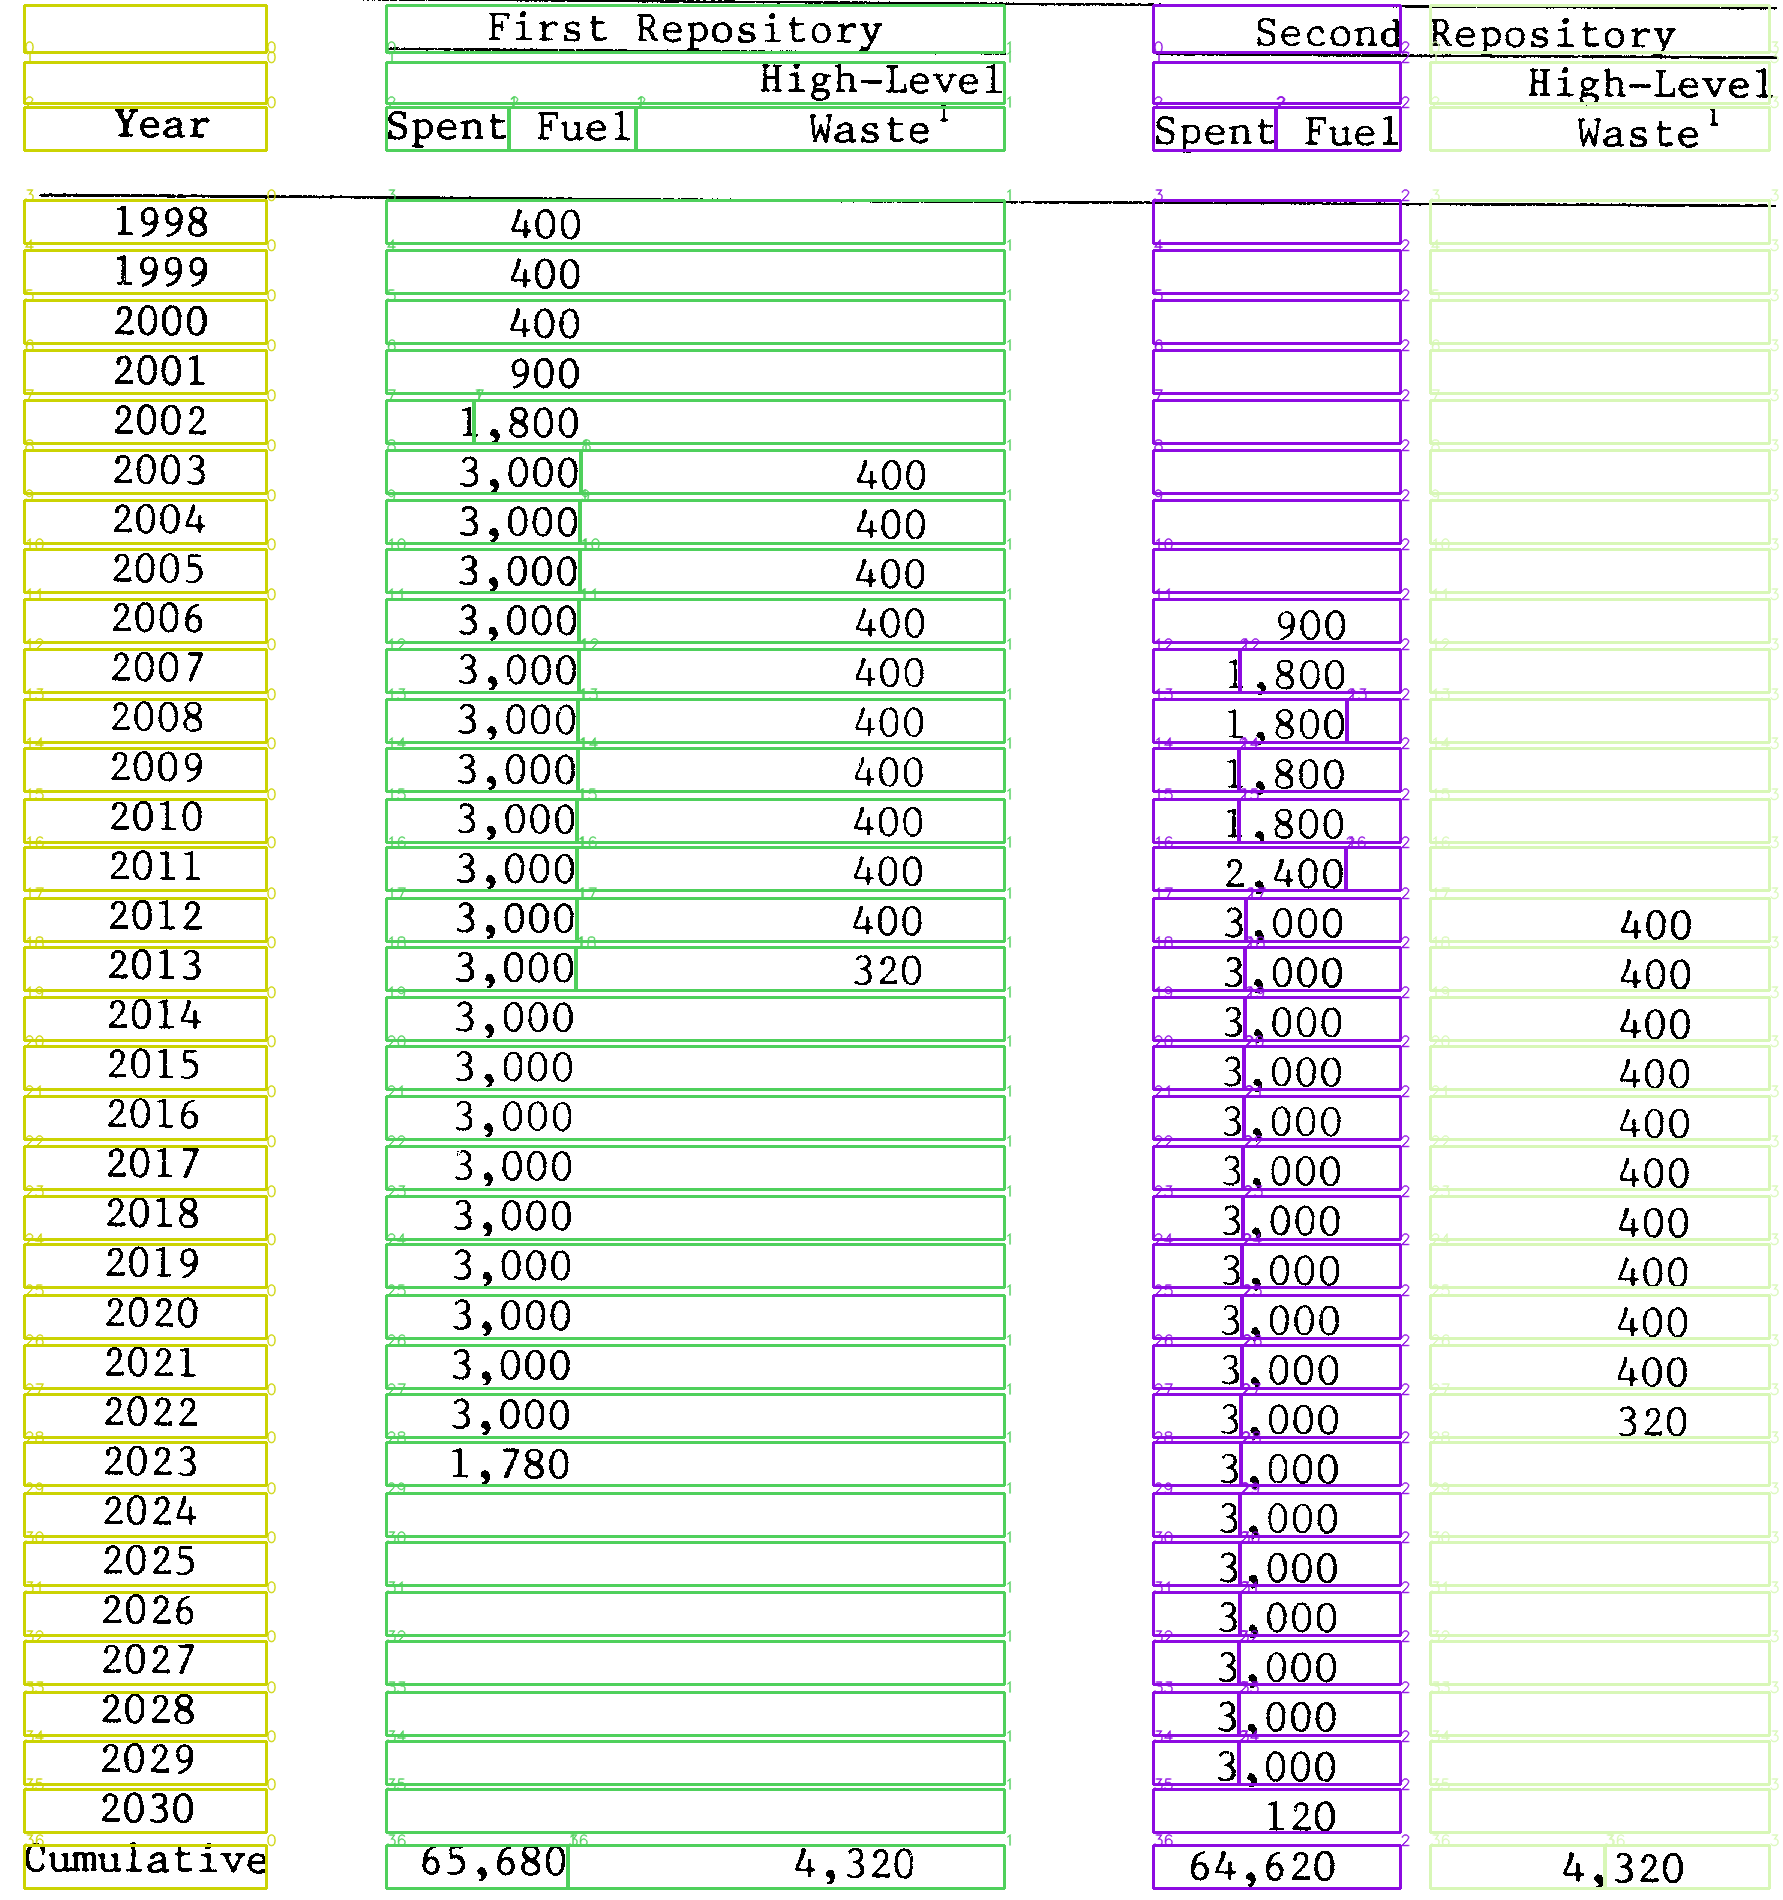 First Repository Second Repository
High-Level High-Level
Year Spent Fuel Waste¹ Spent Fuel Waste¹
1998 400
1999 400
2000 400
2001 900
2002 1,800
2003 3,000 400
2004 3,000 400
2005 3,000 400
2006 3,000 400 900
2007 3,000 400 1,800
2008 3,000 400 1,800
2009 3,000 400 1,800
2010 3,000 400 1,800
2011 3,000 400 2,400
2012 3,000 400 3,000 400
2013 3,000 320 3,000 400
2014 3,000 3,000 400
2015 3,000 3,000 400
2016 3,000 3,000 400
2017 3,000 3,000 400
2018 3,000 3,000 400
2019 3,000 3,000 400
2020 3,000 3,000 400
2021 3,000 3,000 400
2022 3,000 3,000 320
2023 1,780 3,000
2024 3,000
2025 3,000
2026 3,000
2027 3,000
2028 3,000
2029 3,000
2030 120
Cumulative 65,680 4,320 64,620 4,320